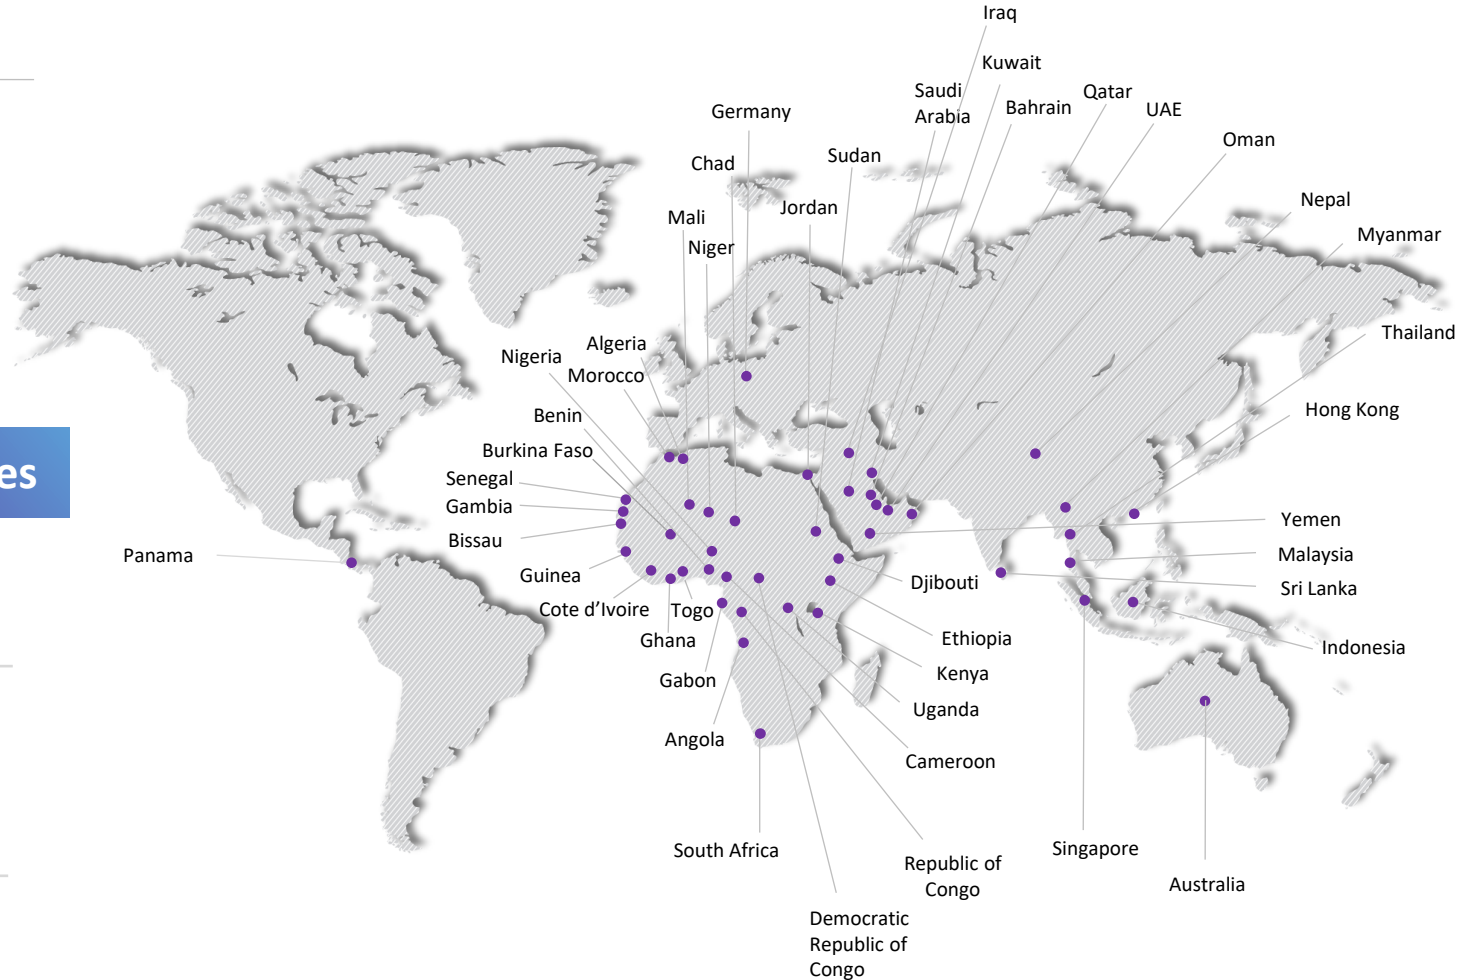 Iraq
Kuwait
Saudi
Arabia
Bahrain
Qatar
UAE
Germany
Oman
Chad
Sudan
Jordan
Nepal
Mali
Niger
Myanmar
Thailand
Algeria
Nigeria
Morocco
Hong Kong
Benin
Burkina Faso
es
Senegal
Gambia
Bissau
Yemen
Panama
Malaysia
Guinea
Djibouti
Sri Lanka
Cote d’Ivoire
Togo
Ghana
Ethiopia
Indonesia
Kenya
Gabon
Uganda
Angola
Cameroon
South Africa
Singapore
Republic of
Congo
Australia
Democratic
Republic of
Congo